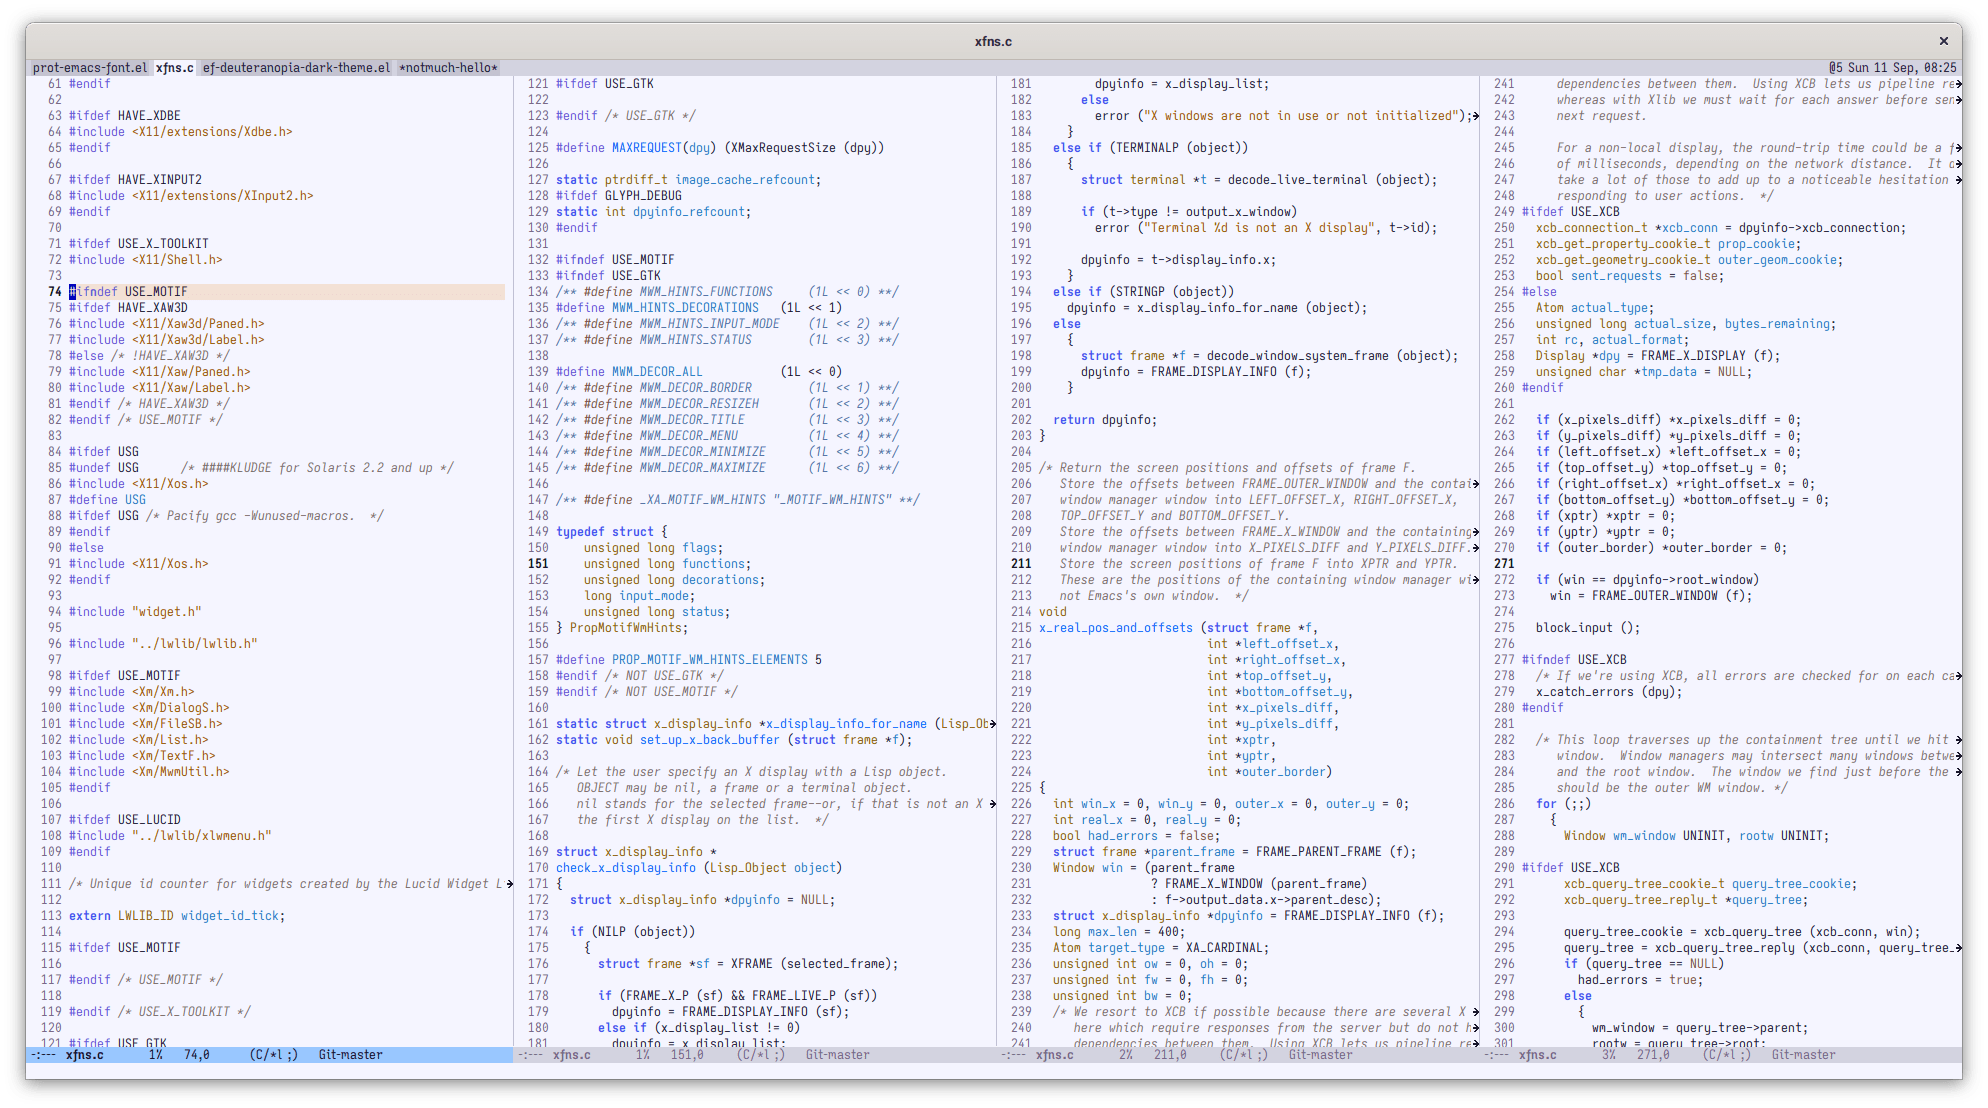 xfns.c
prot-emacs-font.el xfns.c ef-deuteranopia-dark-theme.el *notmuch-hello*
@5 Sun 11 Sep, 08:25
61 #endif
62
63 #ifdef HAVE_XDBE
64 #include <X11/extensions/Xdbe.h>
65 #endif
66
67 #ifdef HAVE_XINPUT2
68 #include <X11/extensions/XInput2.h>
69 #endif
70
71 #ifdef USE_X_TOOLKIT
72 #include <X11/Shell.h>
73
74 #ifndef USE_MOTIF
75 #ifdef HAVE_XAW3D
76 #include <X11/Xaw3d/Paned.h>
77 #include <X11/Xaw3d/Label.h>
78 #else /* !HAVE_XAW3D */
79 #include <X11/Xaw/Paned.h>
80 #include <X11/Xaw/Label.h>
81 #endif /* HAVE_XAW3D */
82 #endif /* USE_MOTIF */
83
84 #ifdef USG
85 #undef USG      /* ####KLUDGE for Solaris 2.2 and up */
86 #include <X11/Xos.h>
87 #define USG
88 #ifdef USG /* Pacify gcc -Wunused-macros.  */
89 #endif
90 #else
91 #include <X11/Xos.h>
92 #endif
93
94 #include "widget.h"
95
96 #include "../lwlib/lwlib.h"
97
98 #ifdef USE_MOTIF
99 #include <Xm/Xm.h>
100 #include <Xm/DialogS.h>
101 #include <Xm/FileSB.h>
102 #include <Xm/List.h>
103 #include <Xm/TextF.h>
104 #include <Xm/MwmUtil.h>
105 #endif
106
107 #ifdef USE_LUCID
108 #include "../lwlib/xlwmenu.h"
109 #endif
110
111 /* Unique id counter for widgets created by the Lucid Widget L
112
113 extern LWLIB_ID widget_id_tick;
114
115 #ifdef USE_MOTIF
116
117 #endif /* USE_MOTIF */
118
119 #endif /* USE_X_TOOLKIT */
120
121 #ifdef USE_GTK
-:--- xfns.c 1% 74,0 (C/*l ;) Git-master
121 #ifdef USE_GTK
122
123 #endif /* USE_GTK */
124
125 #define MAXREQUEST(dpy) (XMaxRequestSize (dpy))
126
127 static ptrdiff_t image_cache_refcount;
128 #ifdef GLYPH_DEBUG
129 static int dpyinfo_refcount;
130 #endif
131
132 #ifndef USE_MOTIF
133 #ifndef USE_GTK
134 /** #define MWM_HINTS_FUNCTIONS     (1L << 0) **/
135 #define MWM_HINTS_DECORATIONS   (1L << 1)
136 /** #define MWM_HINTS_INPUT_MODE    (1L << 2) **/
137 /** #define MWM_HINTS_STATUS        (1L << 3) **/
138
139 #define MWM_DECOR_ALL           (1L << 0)
140 /** #define MWM_DECOR_BORDER        (1L << 1) **/
141 /** #define MWM_DECOR_RESIZEH       (1L << 2) **/
142 /** #define MWM_DECOR_TITLE         (1L << 3) **/
143 /** #define MWM_DECOR_MENU          (1L << 4) **/
144 /** #define MWM_DECOR_MINIMIZE      (1L << 5) **/
145 /** #define MWM_DECOR_MAXIMIZE      (1L << 6) **/
146
147 /** #define _XA_MOTIF_WM_HINTS "_MOTIF_WM_HINTS" **/
148
149 typedef struct {
150     unsigned long flags;
151     unsigned long functions;
152     unsigned long decorations;
153     long input_mode;
154     unsigned long status;
155 } PropMotifWmHints;
156
157 #define PROP_MOTIF_WM_HINTS_ELEMENTS 5
158 #endif /* NOT USE_GTK */
159 #endif /* NOT USE_MOTIF */
160
161 static struct x_display_info *x_display_info_for_name (Lisp_Ob
162 static void set_up_x_back_buffer (struct frame *f);
163
164 /* Let the user specify an X display with a Lisp object.
165    OBJECT may be nil, a frame or a terminal object.
166    nil stands for the selected frame--or, if that is not an X
167    the first X display on the list.  */
168
169 struct x_display_info *
170 check_x_display_info (Lisp_Object object)
171 {
172   struct x_display_info *dpyinfo = NULL;
173
174   if (NILP (object))
175     {
176       struct frame *sf = XFRAME (selected_frame);
177
178       if (FRAME_X_P (sf) && FRAME_LIVE_P (sf))
179         dpyinfo = FRAME_DISPLAY_INFO (sf);
180       else if (x_display_list != 0)
181         dpyinfo = x_display_list;
-:--- xfns.c 1% 151,0 (C/*l ;) Git-master
181         dpyinfo = x_display_list;
182       else
183         error ("X windows are not in use or not initialized");
184     }
185   else if (TERMINALP (object))
186     {
187       struct terminal *t = decode_live_terminal (object);
188
189       if (t->type != output_x_window)
190         error ("Terminal %d is not an X display", t->id);
191
192       dpyinfo = t->display_info.x;
193     }
194   else if (STRINGP (object))
195     dpyinfo = x_display_info_for_name (object);
196   else
197     {
198       struct frame *f = decode_window_system_frame (object);
199       dpyinfo = FRAME_DISPLAY_INFO (f);
200     }
201
202   return dpyinfo;
203 }
204
205 /* Return the screen positions and offsets of frame F.
206    Store the offsets between FRAME_OUTER_WINDOW and the contai
207    window manager window into LEFT_OFFSET_X, RIGHT_OFFSET_X,
208    TOP_OFFSET_Y and BOTTOM_OFFSET_Y.
209    Store the offsets between FRAME_X_WINDOW and the containing
210    window manager window into X_PIXELS_DIFF and Y_PIXELS_DIFF.
211    Store the screen positions of frame F into XPTR and YPTR.
212    These are the positions of the containing window manager wi
213    not Emacs's own window.  */
214 void
215 x_real_pos_and_offsets (struct frame *f,
216                         int *left_offset_x,
217                         int *right_offset_x,
218                         int *top_offset_y,
219                         int *bottom_offset_y,
220                         int *x_pixels_diff,
221                         int *y_pixels_diff,
222                         int *xptr,
223                         int *yptr,
224                         int *outer_border)
225 {
226   int win_x = 0, win_y = 0, outer_x = 0, outer_y = 0;
227   int real_x = 0, real_y = 0;
228   bool had_errors = false;
229   struct frame *parent_frame = FRAME_PARENT_FRAME (f);
230   Window win = (parent_frame
231                 ? FRAME_X_WINDOW (parent_frame)
232                 : f->output_data.x->parent_desc);
233   struct x_display_info *dpyinfo = FRAME_DISPLAY_INFO (f);
234   long max_len = 400;
235   Atom target_type = XA_CARDINAL;
236   unsigned int ow = 0, oh = 0;
237   unsigned int fw = 0, fh = 0;
238   unsigned int bw = 0;
239   /* We resort to XCB if possible because there are several X
240      here which require responses from the server but do not h
241      dependencies between them.  Using XCB lets us pipeline re
-:--- xfns.c 2% 211,0 (C/*l ;) Git-master
241      dependencies between them.  Using XCB lets us pipeline re
242      whereas with Xlib we must wait for each answer before sen
243      next request.
244
245      For a non-local display, the round-trip time could be a f
246      of milliseconds, depending on the network distance.  It d
247      take a lot of those to add up to a noticeable hesitation
248      responding to user actions.  */
249 #ifdef USE_XCB
250   xcb_connection_t *xcb_conn = dpyinfo->xcb_connection;
251   xcb_get_property_cookie_t prop_cookie;
252   xcb_get_geometry_cookie_t outer_geom_cookie;
253   bool sent_requests = false;
254 #else
255   Atom actual_type;
256   unsigned long actual_size, bytes_remaining;
257   int rc, actual_format;
258   Display *dpy = FRAME_X_DISPLAY (f);
259   unsigned char *tmp_data = NULL;
260 #endif
261
262   if (x_pixels_diff) *x_pixels_diff = 0;
263   if (y_pixels_diff) *y_pixels_diff = 0;
264   if (left_offset_x) *left_offset_x = 0;
265   if (top_offset_y) *top_offset_y = 0;
266   if (right_offset_x) *right_offset_x = 0;
267   if (bottom_offset_y) *bottom_offset_y = 0;
268   if (xptr) *xptr = 0;
269   if (yptr) *yptr = 0;
270   if (outer_border) *outer_border = 0;
271
272   if (win == dpyinfo->root_window)
273     win = FRAME_OUTER_WINDOW (f);
274
275   block_input ();
276
277 #ifndef USE_XCB
278   /* If we're using XCB, all errors are checked for on each ca
279   x_catch_errors (dpy);
280 #endif
281
282   /* This loop traverses up the containment tree until we hit
283      window.  Window managers may intersect many windows betwe
284      and the root window.  The window we find just before the
285      should be the outer WM window. */
286   for (;;)
287     {
288       Window wm_window UNINIT, rootw UNINIT;
289
290 #ifdef USE_XCB
291       xcb_query_tree_cookie_t query_tree_cookie;
292       xcb_query_tree_reply_t *query_tree;
293
294       query_tree_cookie = xcb_query_tree (xcb_conn, win);
295       query_tree = xcb_query_tree_reply (xcb_conn, query_tree_
296       if (query_tree == NULL)
297         had_errors = true;
298       else
299         {
300           wm_window = query_tree->parent;
301           rootw = query_tree->root;
-:--- xfns.c 3% 271,0 (C/*l ;) Git-master